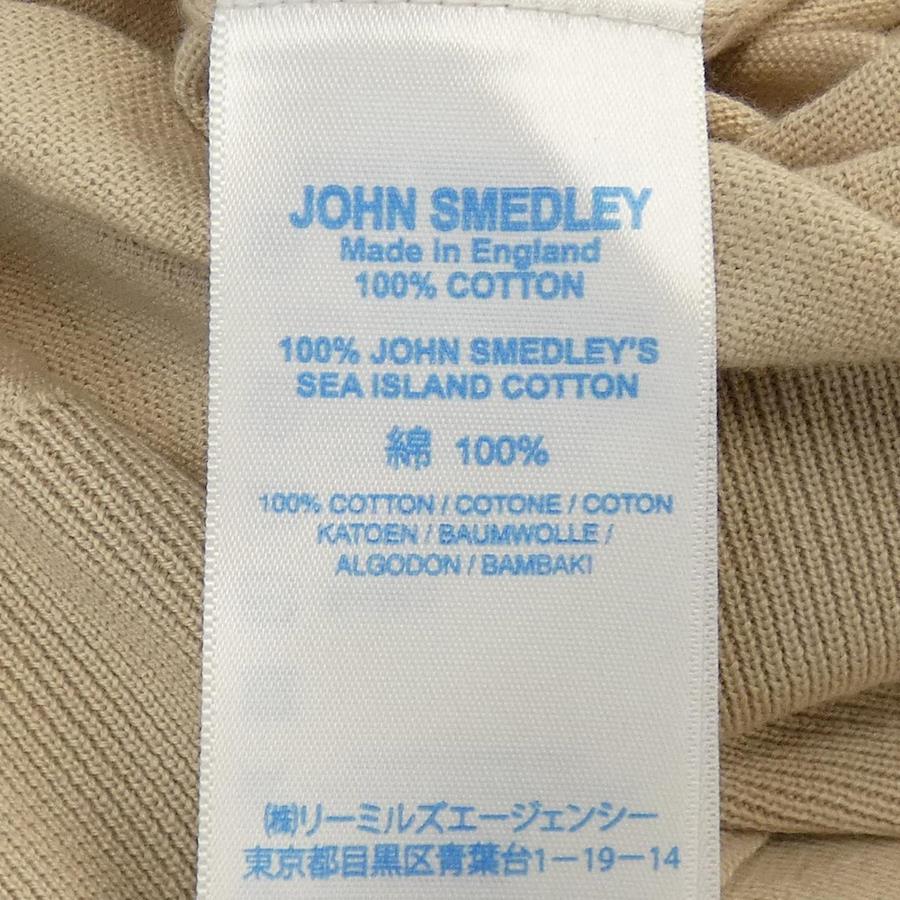 JOHN SMEDLEY
Made in England
100% COTTON
100% JOHN SMEDLEY'S
SEA ISLAND COTTON
綿 100%
100% COTTON / COTONE / COTON
KATOEN / BAUMWOLLE /
ALGODON / BAMBAKI
㈱リーミルズエージェンシー
東京都目黒区青葉台1－19－14